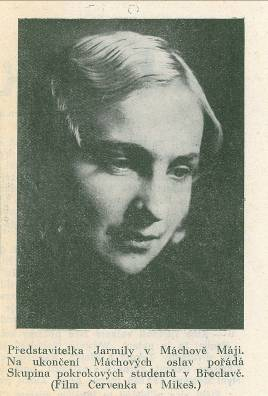 Představitelka Jarmily v Máchově Máji.
Na ukončení Máchových oslav pořádá
Skupina pokrokových studentů v Břeclavě.
(Film Červenka a Mikeš.)